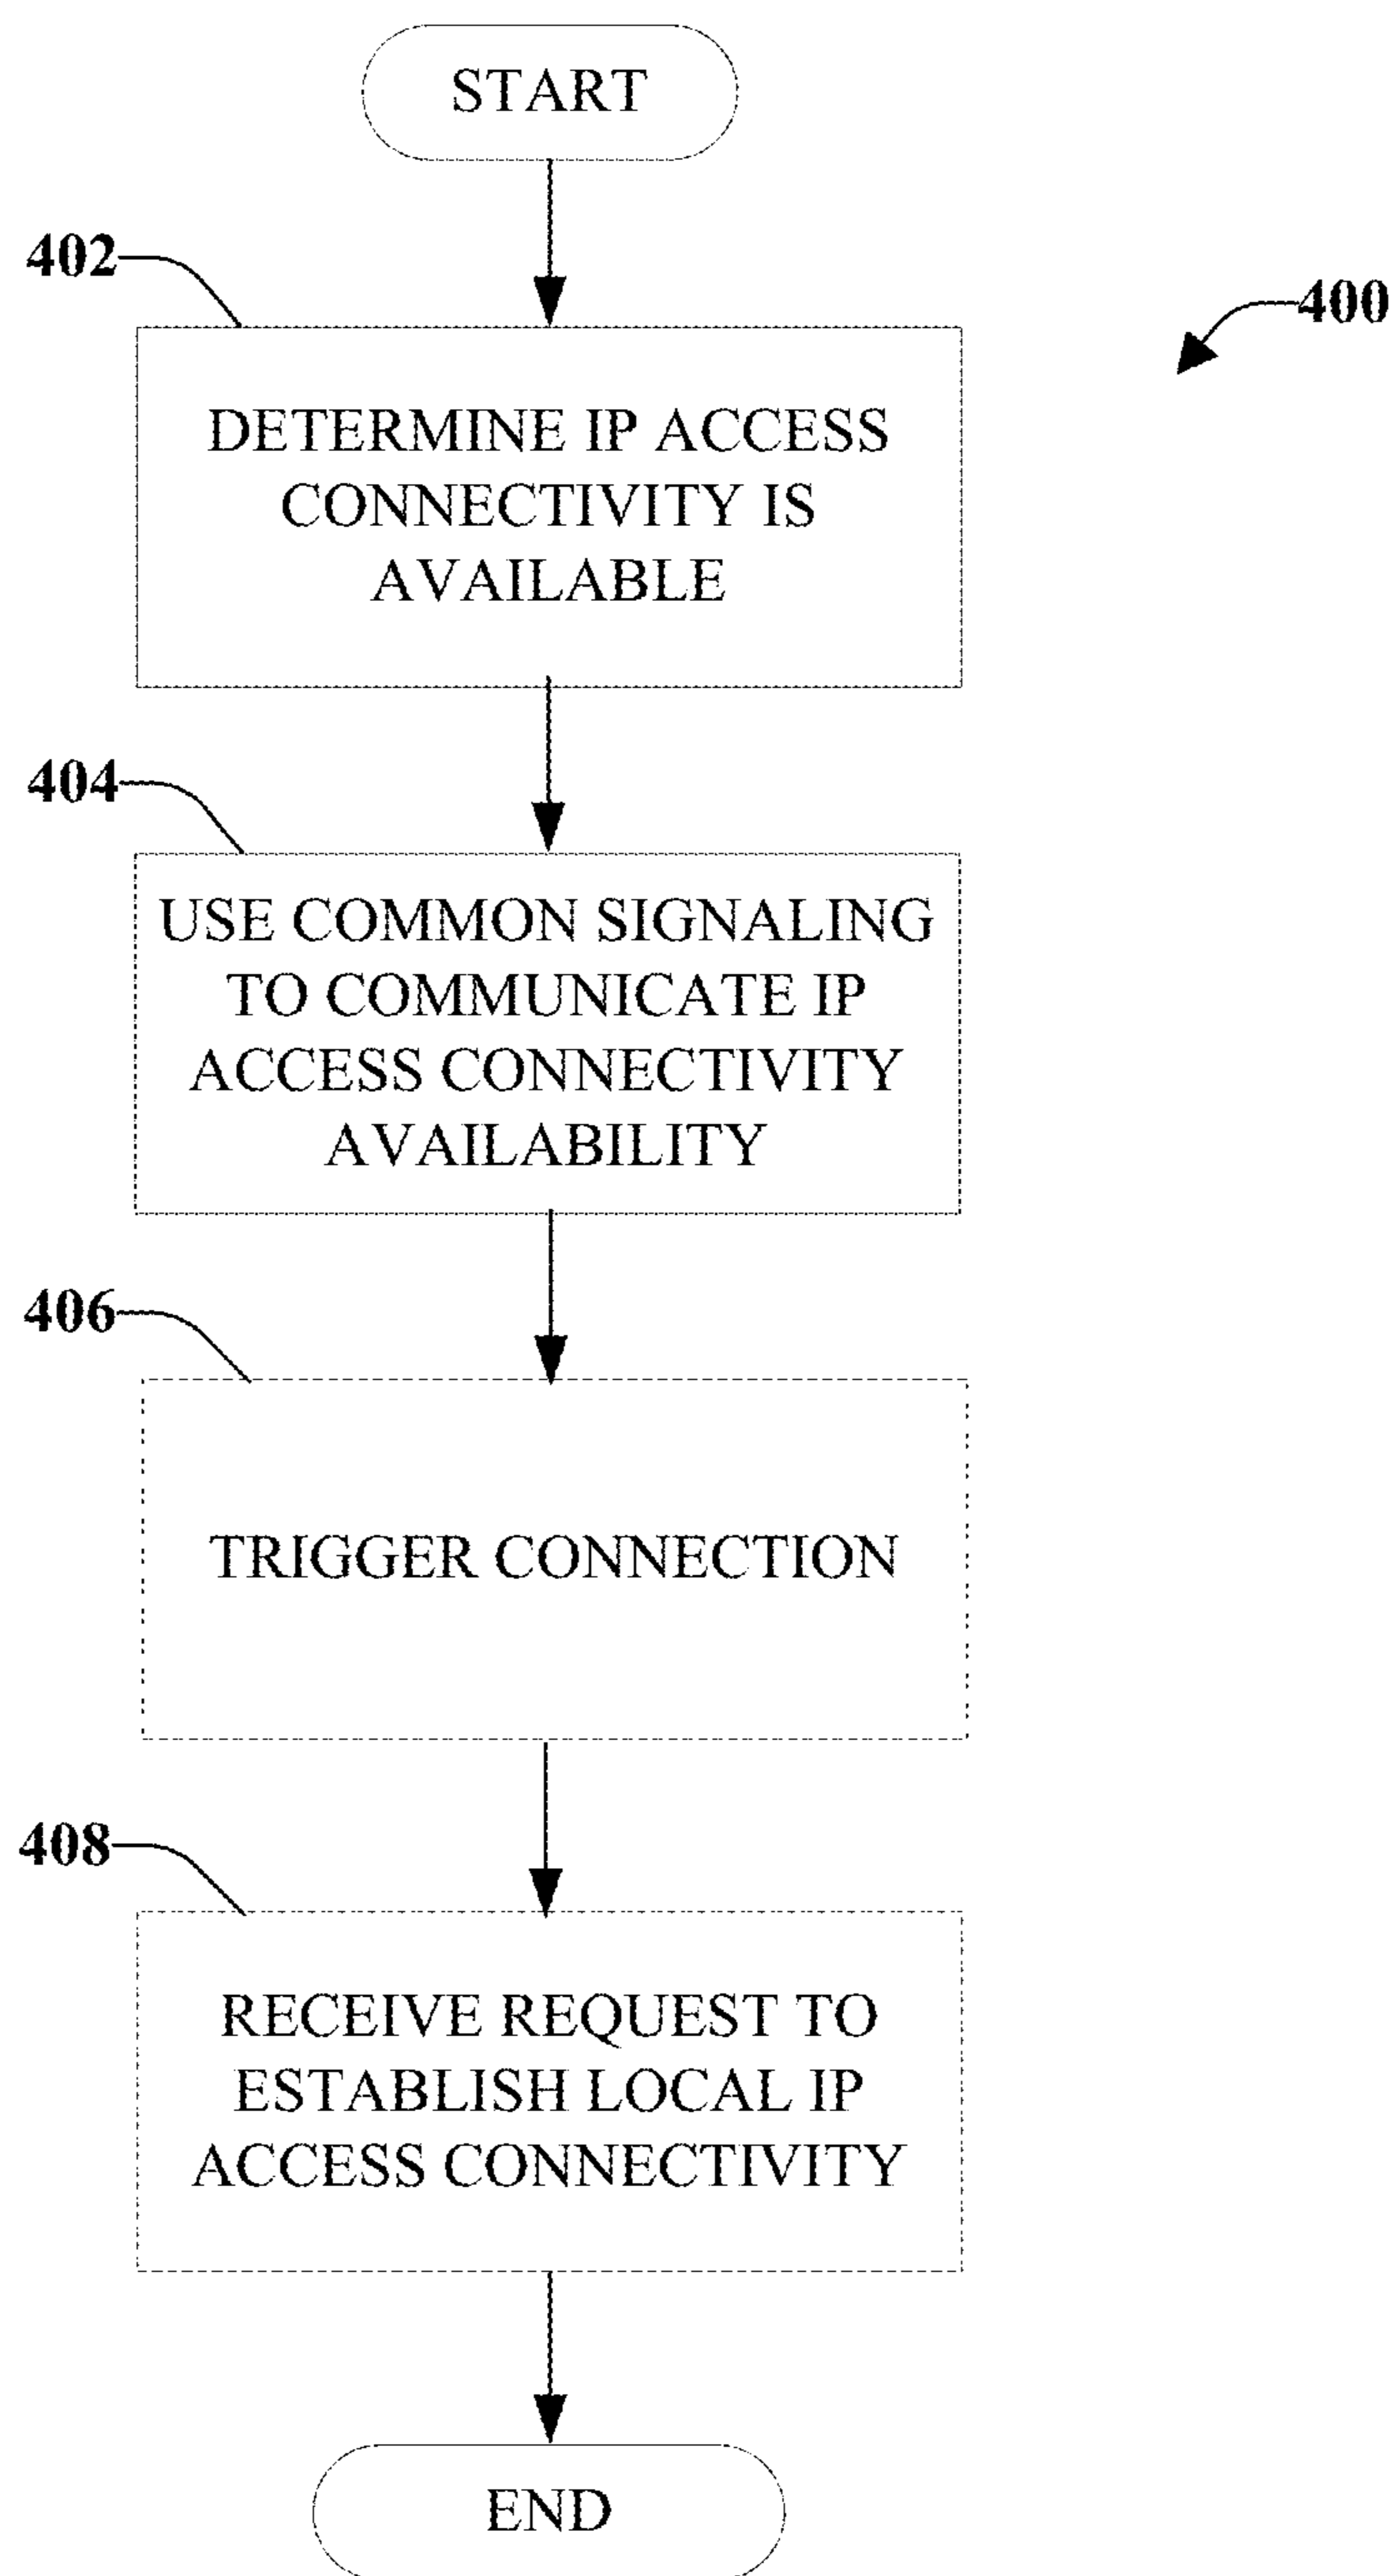 START
402
400
DETERMINE IP ACCESS
CONNECTIVITY IS
AVAILABLE
404
USE COMMON SIGNALING
TO COMMUNICATE IP
ACCESS CONNECTIVITY
AVAILABILITY
406
TRIGGER CONNECTION
408
RECEIVE REQUEST TO
ESTABLISH LOCAL IP
ACCESS CONNECTIVITY
END